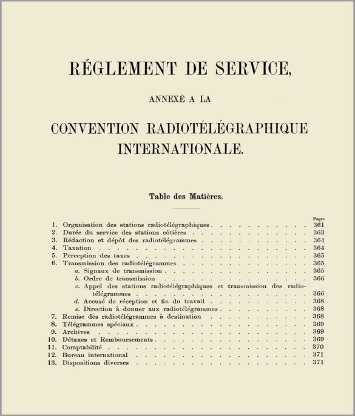 RÉGLEMENT DE SERVICE,
ANNEXÉ A LA
CONVENTION RADIOTÉLÉGRAPHIQUE
INTERNATIONALE.
Table des Matières.
Pages
1. Organisation des stations radiotélégraphiques . . . . . . . . . . 361
2. Durée du service des stations côtières . . . . . . . . . . 363
3. Rédaction et dépôt des radiotélégrammes . . . . . . . . . . 364
4. Taxation . . . . . . . . . . 364
5. Perception des taxes . . . . . . . . . . 365
6. Transmission des radiotélégrammes . . . . . . . . . . 365
a. Signaux de transmission . . . . . . . . . . 365
b. Ordre de transmission . . . . . . . . . . 366
c. Appel des stations radiotélégraphiques et transmission des radio-
télégrammes . . . . . . . . . . 366
d. Accusé de réception et fin du travail . . . . . . . . . . 368
e. Direction à donner aux radiotélégrammes . . . . . . . . . . 368
7. Remise des radiotélégrammes à destination . . . . . . . . . . 368
8. Télégrammes spéciaux . . . . . . . . . . 369
9. Archives . . . . . . . . . . 369
10. Détaxes et Remboursements . . . . . . . . . . 369
11. Comptabilité . . . . . . . . . . 370
12. Bureau international . . . . . . . . . . 371
13. Dispositions diverses . . . . . . . . . . 371